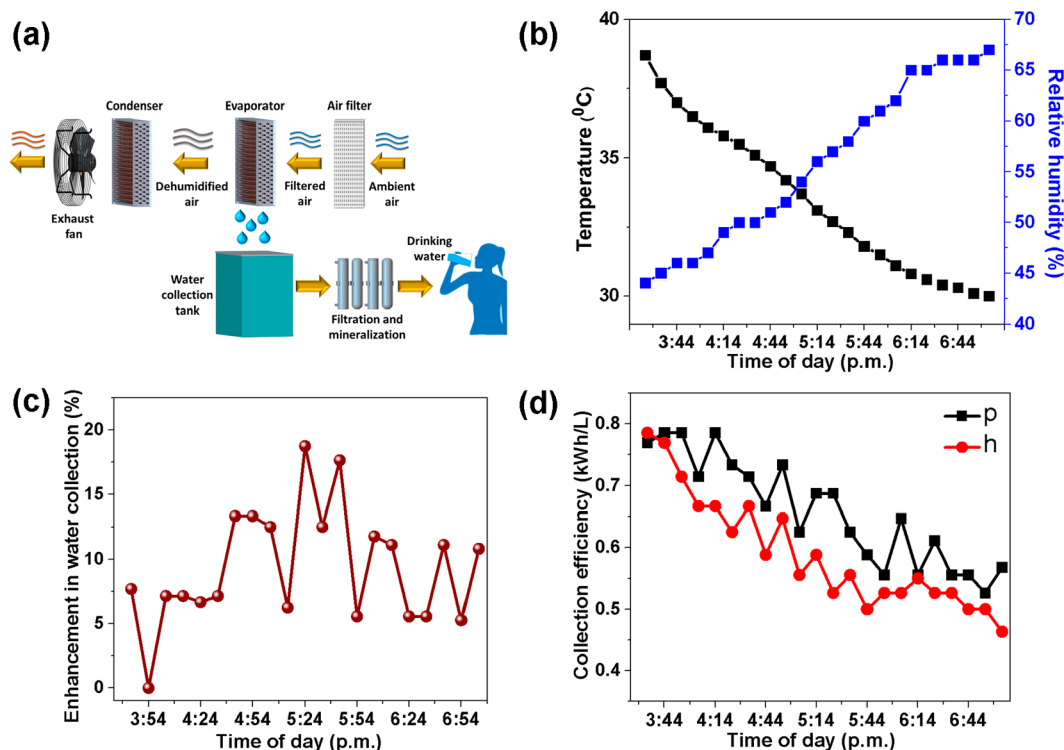 (a)
Condenser
Evaporator
Air filter
Dehumidified
air
Filtered
air
Ambient
air
Exhaust
fan
Water
collection
tank
Filtration and
mineralization
Drinking
water
(b)
Temperature (⁰C)
40
35
30
70
65
60
55
50
45
40
Relative humidity (%)
3:44 4:14 4:44 5:14 5:44 6:14 6:44
Time of day (p.m.)
(c)
Enhancement in water collection (%)
20
15
10
5
0
3:54 4:24 4:54 5:24 5:54 6:24 6:54
Time of day (p.m.)
(d)
Collection efficiency (kWh/L)
0.8
0.7
0.6
0.5
0.4
p
h
3:44 4:14 4:44 5:14 5:44 6:14 6:44
Time of day (p.m.)